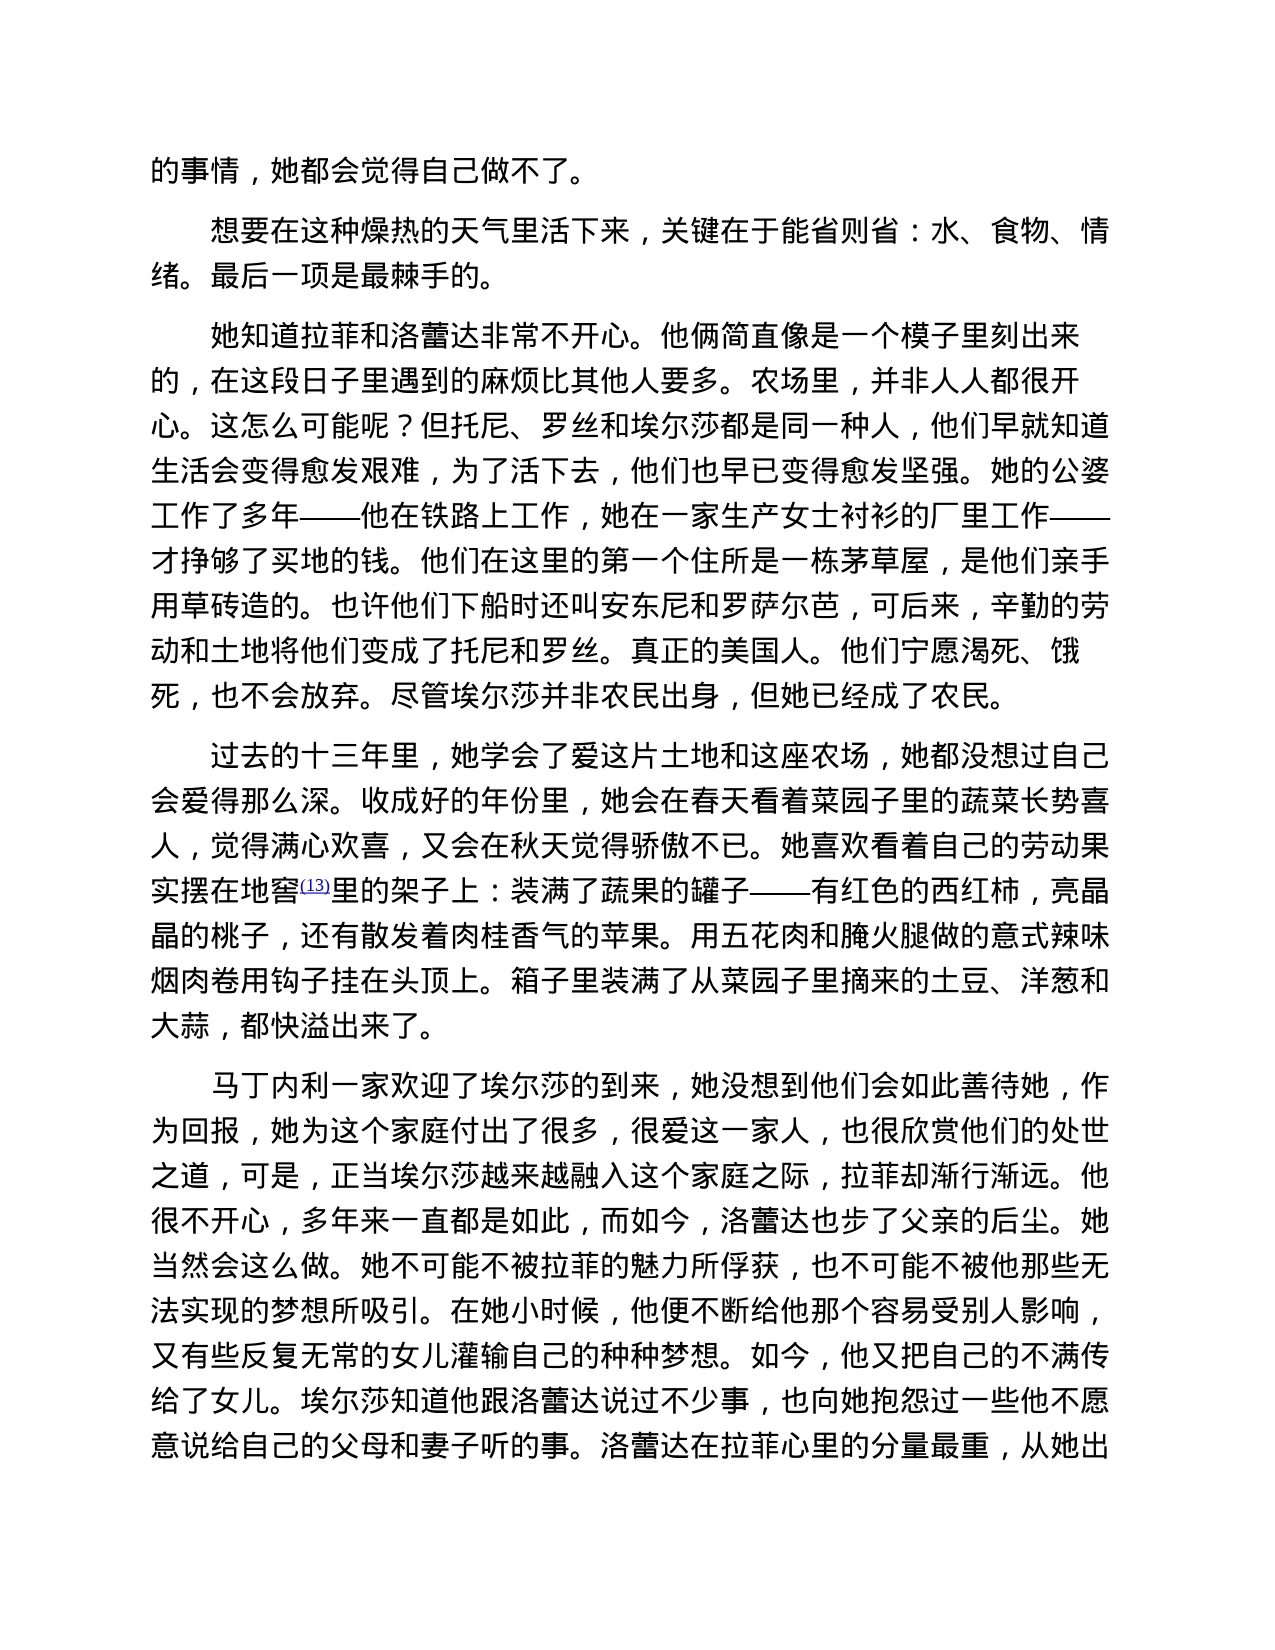 的事情，她都会觉得自己做不了。
想要在这种燥热的天气里活下来，关键在于能省则省：水、食物、情
绪。最后一项是最棘手的。
她知道拉菲和洛蕾达非常不开心。他俩简直像是一个模子里刻出来
的，在这段日子里遇到的麻烦比其他人要多。农场里，并非人人都很开
心。这怎么可能呢？但托尼、罗丝和埃尔莎都是同一种人，他们早就知道
生活会变得愈发艰难，为了活下去，他们也早已变得愈发坚强。她的公婆
工作了多年——他在铁路上工作，她在一家生产女士衬衫的厂里工作——
才挣够了买地的钱。他们在这里的第一个住所是一栋茅草屋，是他们亲手
用草砖造的。也许他们下船时还叫安东尼和罗萨尔芭，可后来，辛勤的劳
动和土地将他们变成了托尼和罗丝。真正的美国人。他们宁愿渴死、饿
死，也不会放弃。尽管埃尔莎并非农民出身，但她已经成了农民。
过去的十三年里，她学会了爱这片土地和这座农场，她都没想过自己
会爱得那么深。收成好的年份里，她会在春天看着菜园子里的蔬菜长势喜
人，觉得满心欢喜，又会在秋天觉得骄傲不已。她喜欢看着自己的劳动果
实摆在地窖(13)里的架子上：装满了蔬果的罐子——有红色的西红柿，亮晶
晶的桃子，还有散发着肉桂香气的苹果。用五花肉和腌火腿做的意式辣味
烟肉卷用钩子挂在头顶上。箱子里装满了从菜园子里摘来的土豆、洋葱和
大蒜，都快溢出来了。
马丁内利一家欢迎了埃尔莎的到来，她没想到他们会如此善待她，作
为回报，她为这个家庭付出了很多，很爱这一家人，也很欣赏他们的处世
之道，可是，正当埃尔莎越来越融入这个家庭之际，拉菲却渐行渐远。他
很不开心，多年来一直都是如此，而如今，洛蕾达也步了父亲的后尘。她
当然会这么做。她不可能不被拉菲的魅力所俘获，也不可能不被他那些无
法实现的梦想所吸引。在她小时候，他便不断给他那个容易受别人影响，
又有些反复无常的女儿灌输自己的种种梦想。如今，他又把自己的不满传
给了女儿。埃尔莎知道他跟洛蕾达说过不少事，也向她抱怨过一些他不愿
意说给自己的父母和妻子听的事。洛蕾达在拉菲心里的分量最重，从她出